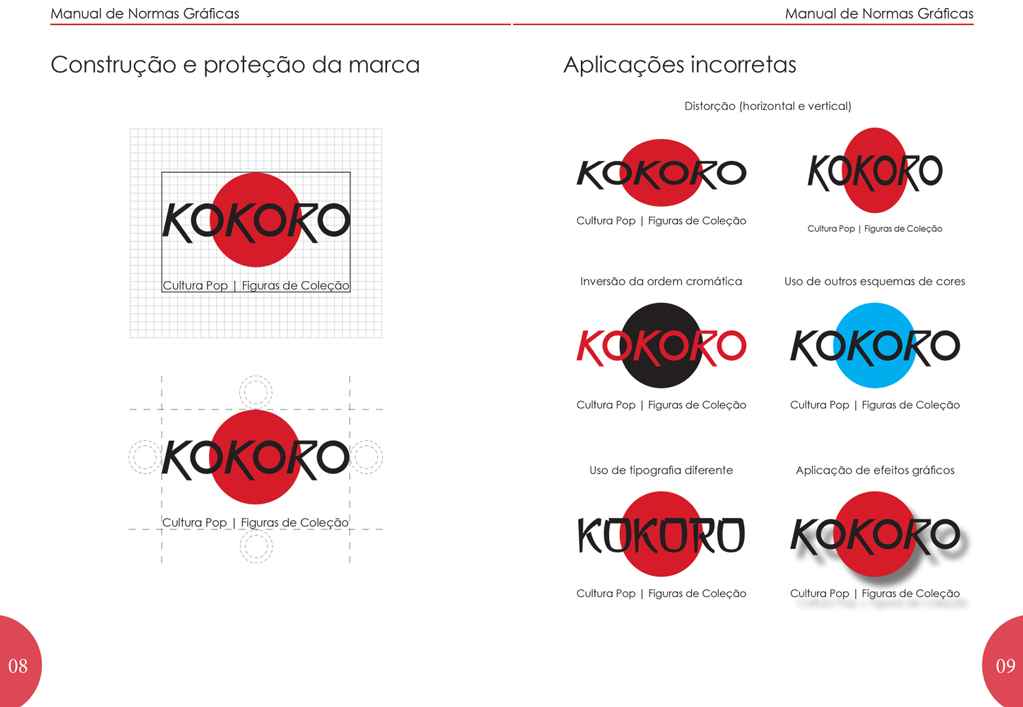 Manual de Normas Gráficas
Construção e proteção da marca
KOKORO
Cultura Pop | Figuras de Coleção
KOKORO
Cultura Pop | Figuras de Coleção
08
Manual de Normas Gráficas
Aplicações incorretas
Distorção (horizontal e vertical)
KOKORO
Cultura Pop | Figuras de Coleção
KOKORO
Cultura Pop | Figuras de Coleção
Inversão da ordem cromática
KOKORO
Cultura Pop | Figuras de Coleção
Uso de outros esquemas de cores
KOKORO
Cultura Pop | Figuras de Coleção
Uso de tipografia diferente
KOKORO
Cultura Pop | Figuras de Coleção
Aplicação de efeitos gráficos
KOKORO
Cultura Pop | Figuras de Coleção
09